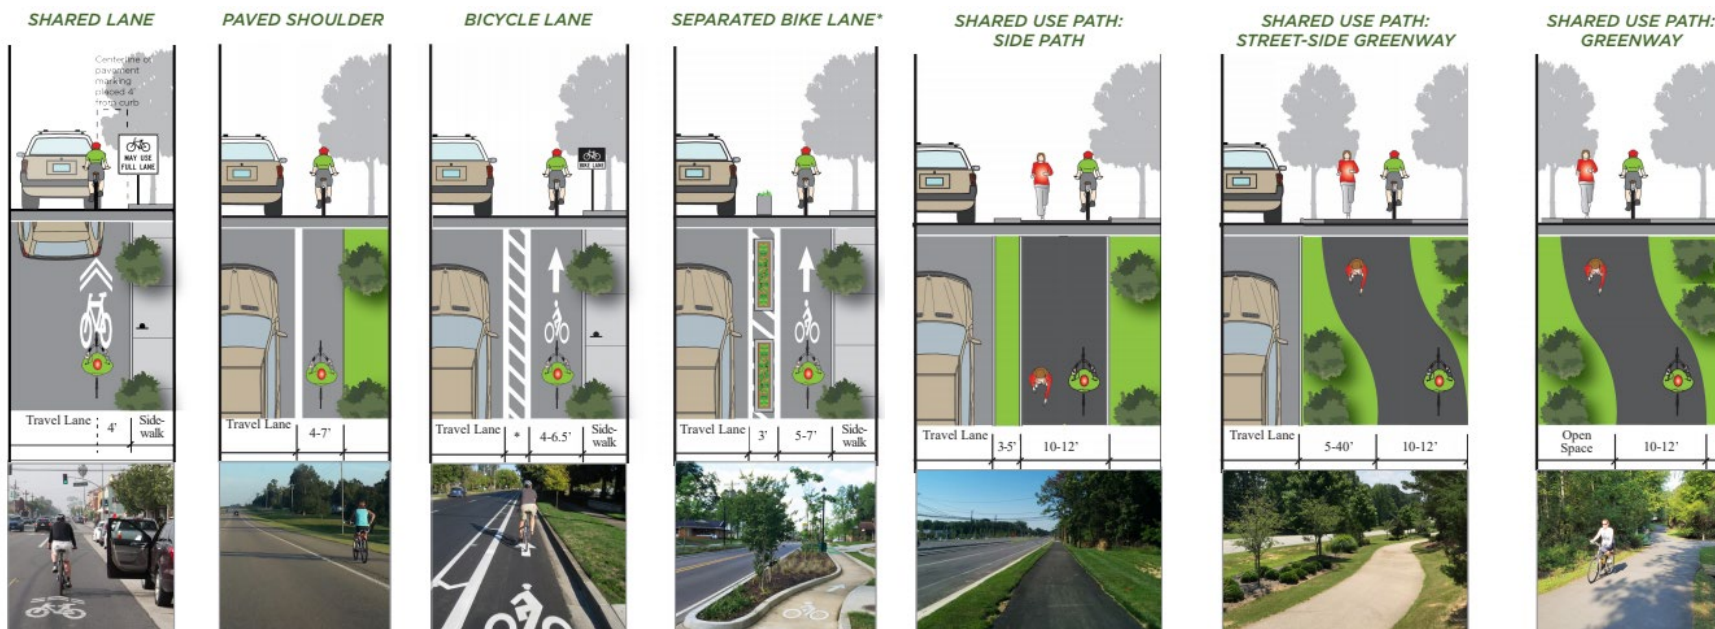 SHARED LANE
PAVED SHOULDER
BICYCLE LANE
SEPARATED BIKE LANE*
SHARED USE PATH:
SIDE PATH
SHARED USE PATH:
STREET-SIDE GREENWAY
SHARED USE PATH:
GREENWAY
Centerline of
pavement
marking
placed 4'
from curb
MAY USE
FULL LANE
BIKE LANE
Travel Lane
4'
Side-
walk
Travel Lane
4-7'
Travel Lane
*
4-6.5'
Side-
walk
Travel Lane
3'
5-7'
Side-
walk
Travel Lane
3-5'
10-12'
Travel Lane
5-40'
10-12'
Open
Space
10-12'